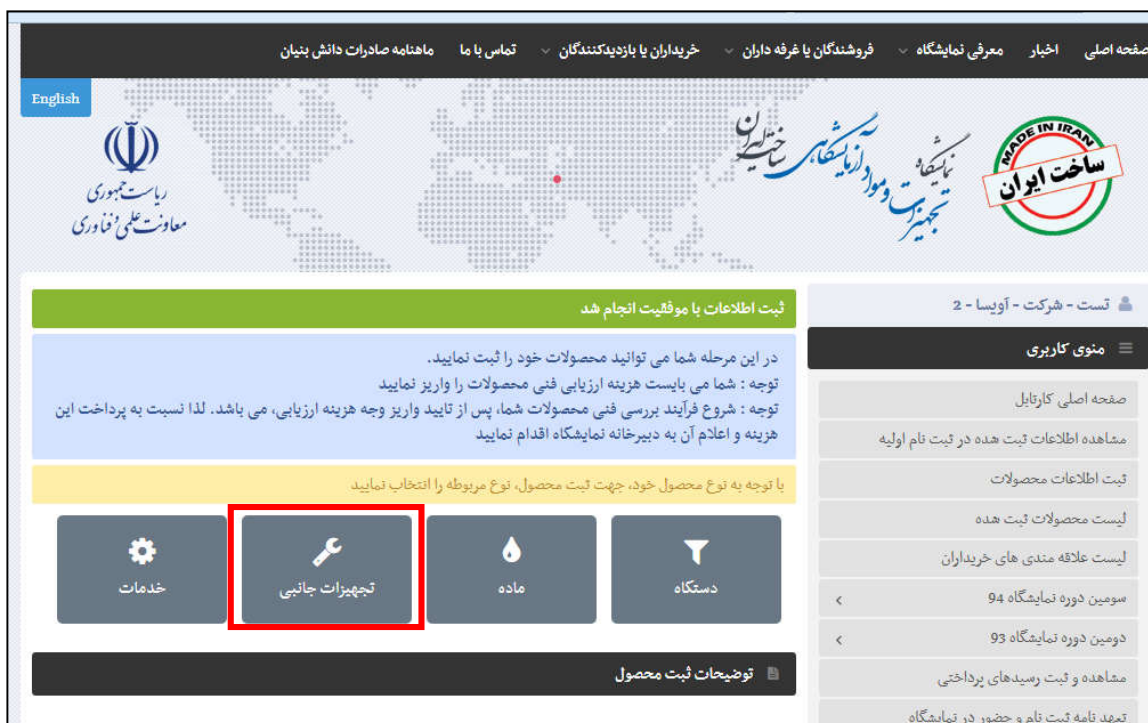 صفحه اصلی اخبار معرفی نمایشگاه فروشندگان یا غرفه داران خریداران یا بازدیدکنندگان تماس با ما ماهنامه صادرات دانش بنیان
English
MADE IN IRAN
ساخت ایران
نمایشگاه
تجهیزات و مواد آزمایشگاهی ساخت ایران
ریاست جمهوری
معاونت علمی و فناوری
تست - شرکت - آویسا - 2
منوی کاربری
صفحه اصلی کارتابل
مشاهده اطلاعات ثبت شده در ثبت نام اولیه
ثبت اطلاعات محصولات
لیست محصولات ثبت شده
لیست علاقه مندی های خریداران
سومین دوره نمایشگاه 94
دومین دوره نمایشگاه 93
مشاهده و ثبت رسیدهای پرداختی
تعهد نامه ثبت نام و حضور در نمایشگاه
ثبت اطلاعات با موفقیت انجام شد
در این مرحله شما می توانید محصولات خود را ثبت نمایید.
توجه : شما می بایست هزینه ارزیابی فنی محصولات را واریز نمایید
توجه : شروع فرآیند بررسی فنی محصولات شما، پس از تایید واریز وجه هزینه ارزیابی، می باشد. لذا نسبت به پرداخت این
هزینه و اعلام آن به دبیرخانه نمایشگاه اقدام نمایید
با توجه به نوع محصول خود، جهت ثبت محصول، نوع مربوطه را انتخاب نمایید
دستگاه
ماده
تجهیزات جانبی
خدمات
توضیحات ثبت محصول